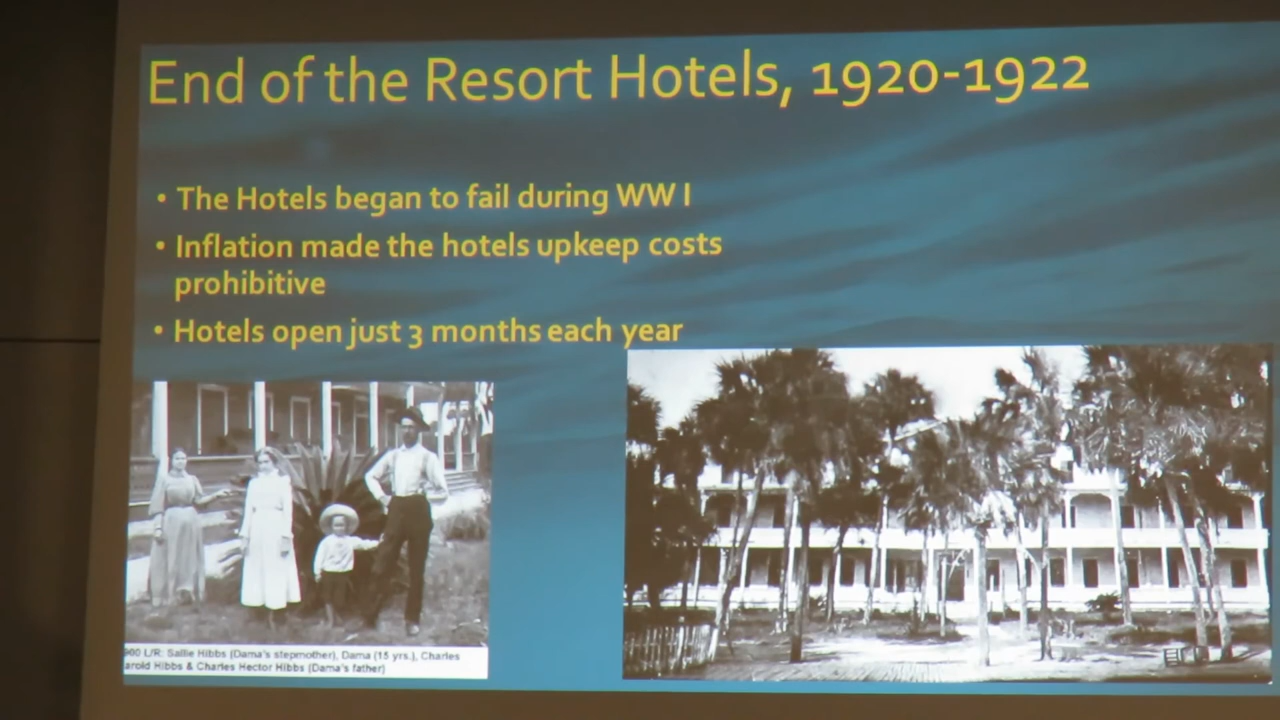 End of the Resort Hotels, 1920-1922
• The Hotels began to fail during WW I
• Inflation made the hotels upkeep costs
prohibitive
• Hotels open just 3 months each year
900 L/R: Sallie Hibbs (Dama's stepmother), Dama (15 yrs.), Charles
arold Hibbs & Charles Hector Hibbs (Dama's father)